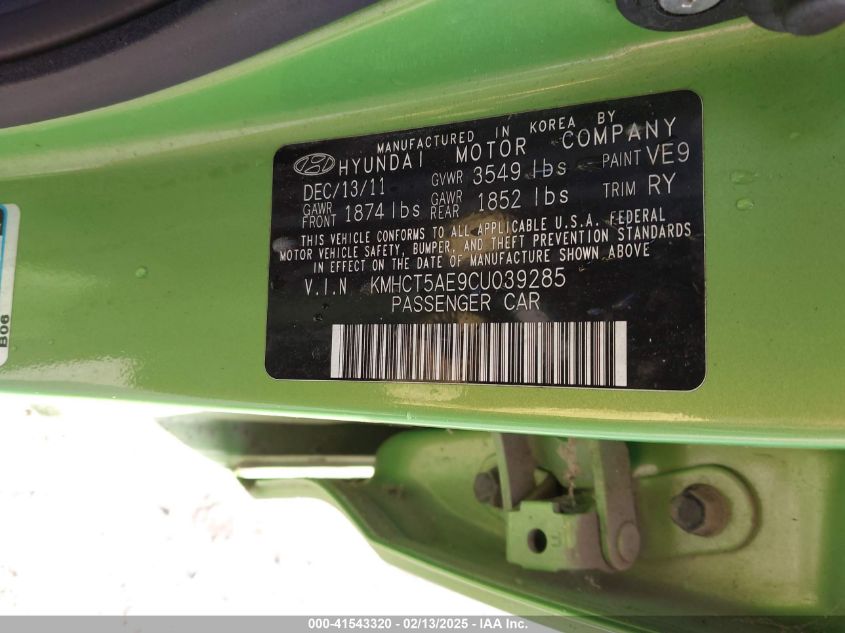 MANUFACTURED IN KOREA BY
HYUNDAI MOTOR COMPANY
DEC/13/11 GVWR 3549 lbs PAINT VE9
GAWR FRONT 1874 lbs GAWR REAR 1852 lbs TRIM RY
THIS VEHICLE CONFORMS TO ALL APPLICABLE U.S.A. FEDERAL
MOTOR VEHICLE SAFETY, BUMPER, AND THEFT PREVENTION STANDARDS
IN EFFECT ON THE DATE OF MANUFACTURE SHOWN ABOVE
V.I.N KMHCT5AE9CU039285
PASSENGER CAR
B06
000-41543320 - 02/13/2025 - IAA Inc.